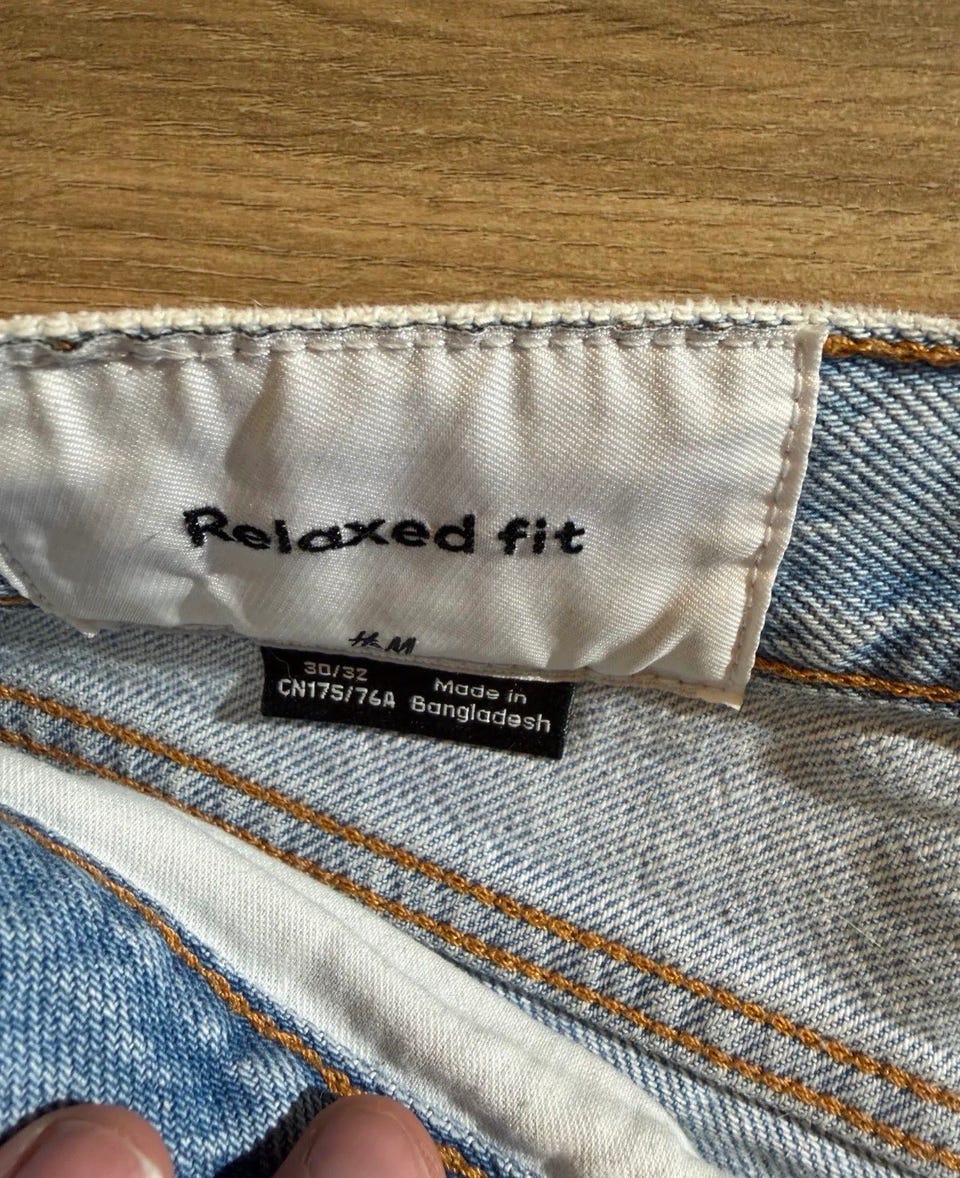 Relaxed fit
H&M
30/32
CN175/76A
Made in
Bangladesh